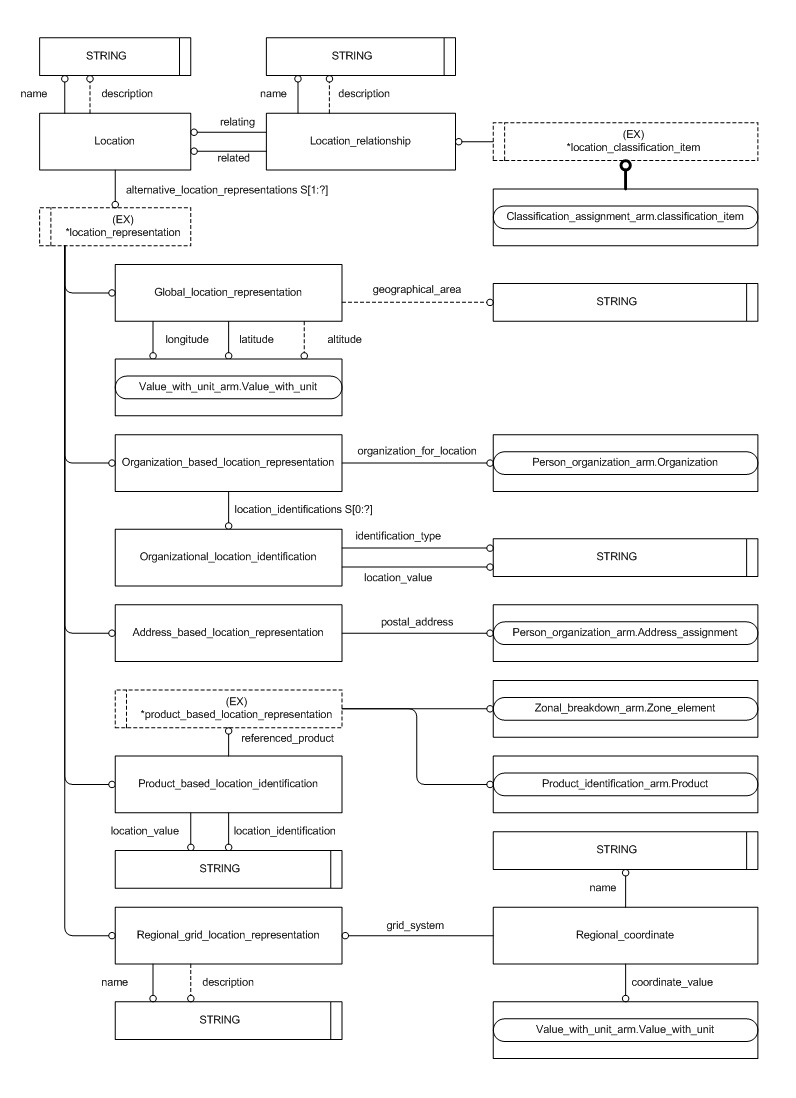 STRING
STRING
name
description
name
description
Location
relating
related
Location_relationship
(EX)
*location_classification_item
alternative_location_representations S[1:?]
(EX)
*location_representation
Classification_assignment_arm.classification_item
Global_location_representation
geographical_area
STRING
longitude
latitude
altitude
Value_with_unit_arm.Value_with_unit
Organization_based_location_representation
organization_for_location
Person_organization_arm.Organization
location_identifications S[0:?]
Organizational_location_identification
identification_type
location_value
STRING
Address_based_location_representation
postal_address
Person_organization_arm.Address_assignment
(EX)
*product_based_location_representation
Zonal_breakdown_arm.Zone_element
referenced_product
Product_based_location_identification
Product_identification_arm.Product
location_value
location_identification
STRING
STRING
name
Regional_grid_location_representation
grid_system
Regional_coordinate
name
description
coordinate_value
STRING
Value_with_unit_arm.Value_with_unit